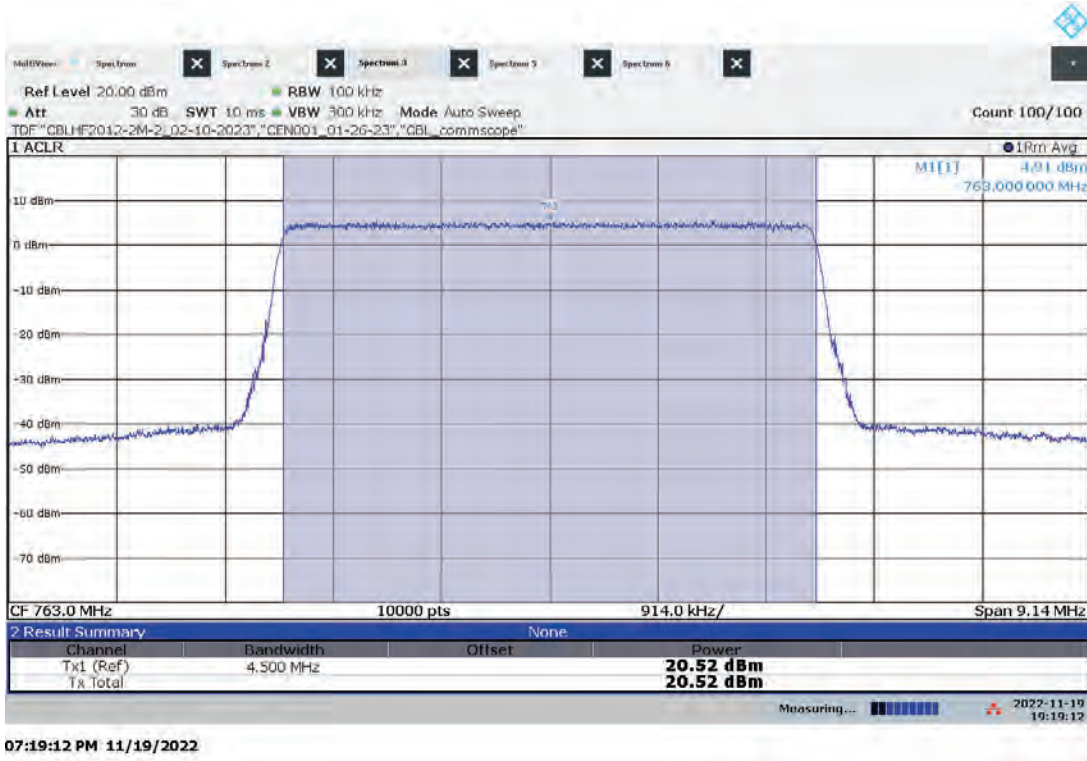 MultiView Spectrum Spectrum 2 Spectrum 3 Spectrum 5 Spectrum 6
Ref Level 20.00 dBm RBW 100 kHz
Att 30 dB SWT 10 ms VBW 300 kHz Mode Auto Sweep Count 100/100
TDF "CBLHF2012-2M-2_02-10-2023","CEN001_01-26-23","CBL_commscope"
1 ACLR 1Rm Avg
M1[1] 4.91 dBm
763.000000 MHz
10 dBm
0 dBm
-10 dBm
-20 dBm
-30 dBm
-40 dBm
-50 dBm
-60 dBm
-70 dBm
CF 763.0 MHz 10000 pts 914.0 kHz/ Span 9.14 MHz
2 Result Summary None
Channel Bandwidth Offset Power
Tx1 (Ref) 4.500 MHz 20.52 dBm
Tx Total 20.52 dBm
Measuring... 2022-11-19
19:19:12
07:19:12 PM 11/19/2022